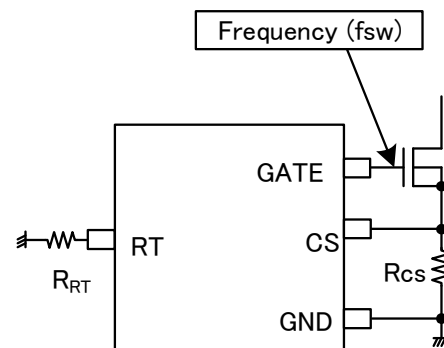 Frequency (fsw)
GATE
RT
CS
RRT
Rcs
GND